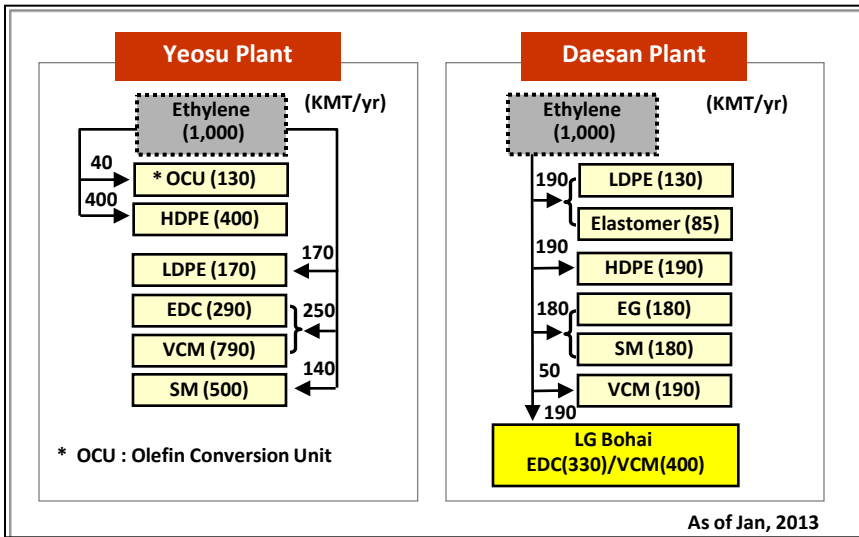 Yeosu Plant
Ethylene
(1,000)
(KMT/yr)
40
* OCU (130)
400
HDPE (400)
170
LDPE (170)
EDC (290)
250
VCM (790)
140
SM (500)
* OCU : Olefin Conversion Unit
Daesan Plant
Ethylene
(1,000)
(KMT/yr)
190
LDPE (130)
Elastomer (85)
190
HDPE (190)
180
EG (180)
SM (180)
50
VCM (190)
190
LG Bohai
EDC(330)/VCM(400)
As of Jan, 2013